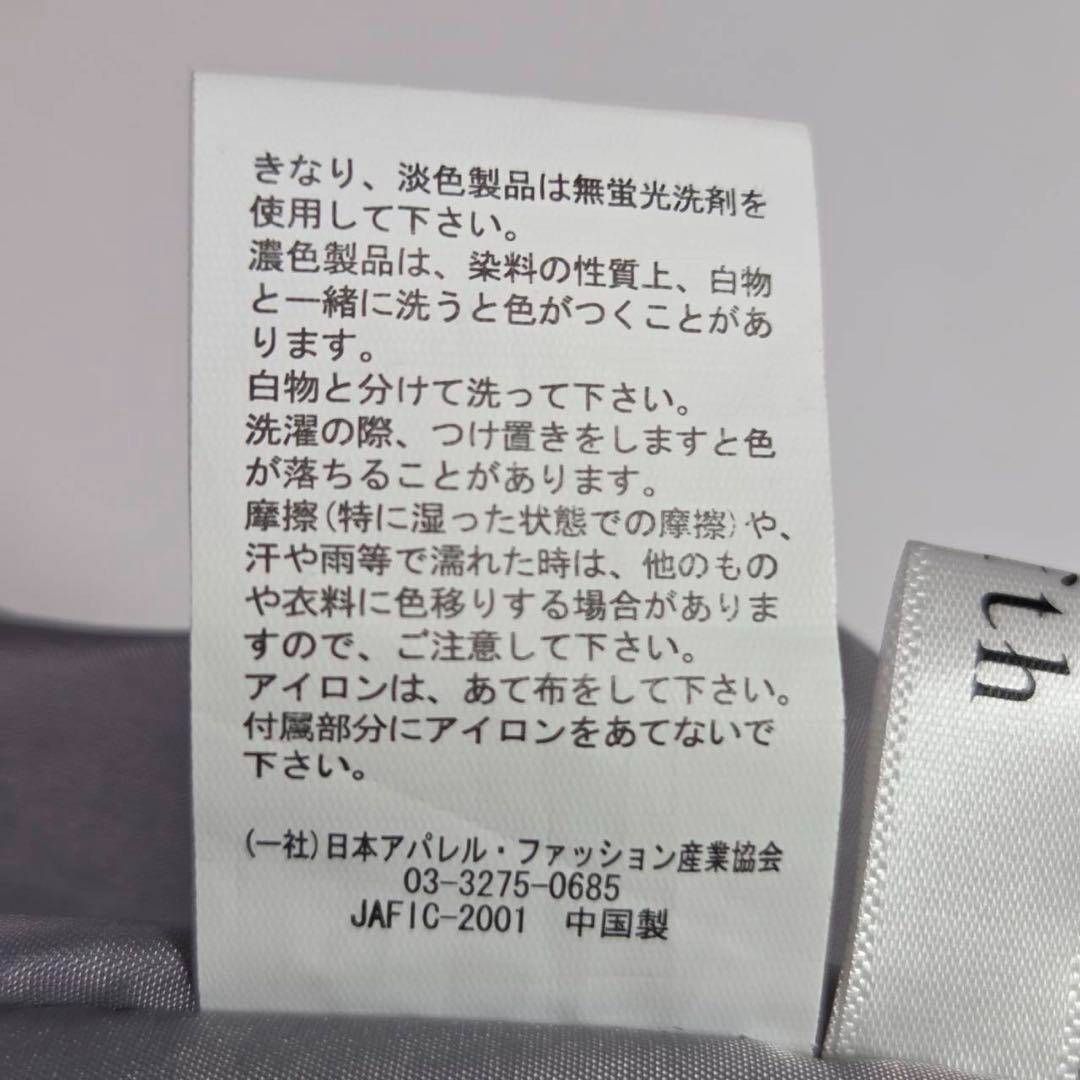 きなり、淡色製品は無蛍光洗剤を
使用して下さい。
濃色製品は、染料の性質上、白物
と一緒に洗うと色がつくことがあ
ります。
白物と分けて洗って下さい。
洗濯の際、つけ置きをしますと色
が落ちることがあります。
摩擦(特に湿った状態での摩擦)や、
汗や雨等で濡れた時は、他のもの
や衣料に色移りする場合がありま
すので、ご注意して下さい。
アイロンは、あて布をして下さい。
付属部分にアイロンをあてないで
下さい。
(一社)日本アパレル・ファッション産業協会
03-3275-0685
JAFIC-2001 中国製
th